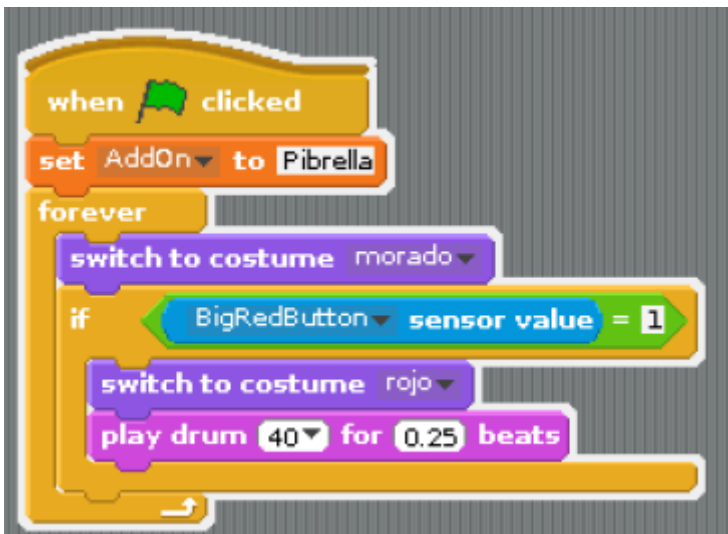 when clicked
set AddOn to Pibrella
forever
switch to costume morado
if BigRedButton sensor value = 1
switch to costume rojo
play drum 40 for 0.25 beats